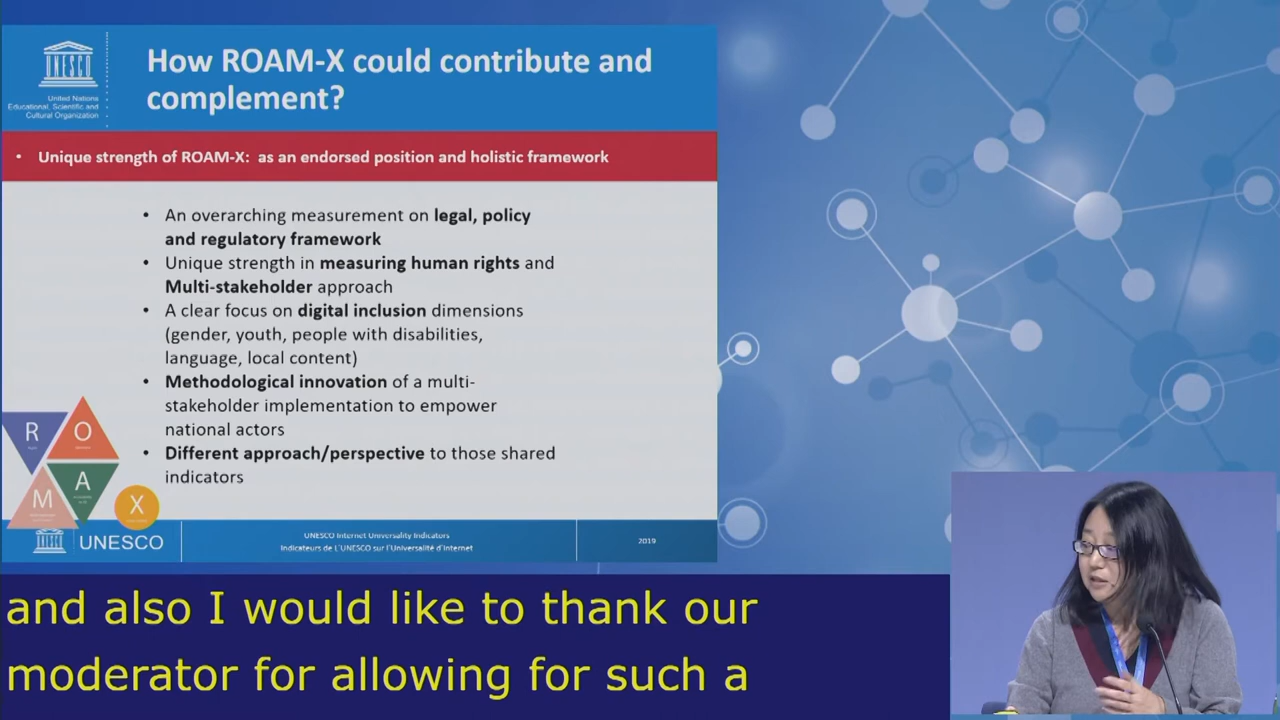 UNESCO
United Nations
Educational, Scientific and
Cultural Organization
How ROAM-X could contribute and
complement?
• Unique strength of ROAM-X: as an endorsed position and holistic framework
• An overarching measurement on legal, policy
and regulatory framework
• Unique strength in measuring human rights and
Multi-stakeholder approach
• A clear focus on digital inclusion dimensions
(gender, youth, people with disabilities,
language, local content)
• Methodological innovation of a multi-
stakeholder implementation to empower
national actors
• Different approach/perspective to those shared
indicators
R
O
M
A
X
UNESCO
UNESCO Internet Universality Indicators
Indicateurs de L'UNESCO sur l'Universalité d'Internet
2019
and also I would like to thank our
moderator for allowing for such a